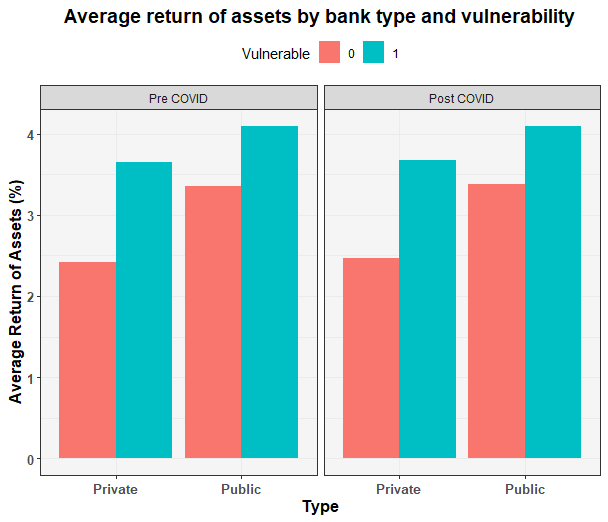 Average return of assets by bank type and vulnerability
Vulnerable 0 1
Pre COVID Post COVID
Average Return of Assets (%)
4
3
2
1
0
Private Public Private Public
Type